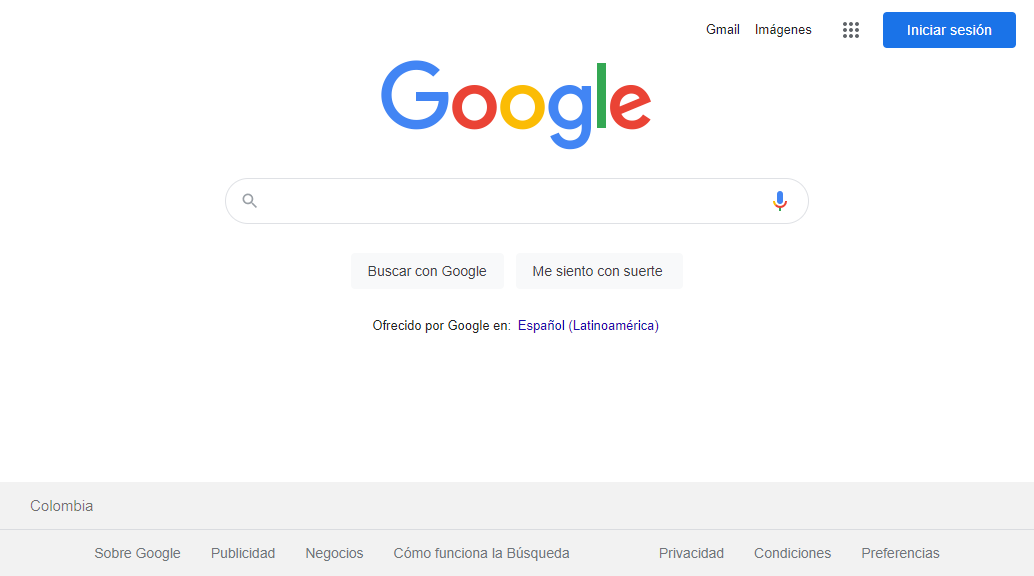 Gmail Imágenes Iniciar sesión
Google
Buscar con Google Me siento con suerte
Ofrecido por Google en: Español (Latinoamérica)
Colombia
Sobre Google Publicidad Negocios Cómo funciona la Búsqueda Privacidad Condiciones Preferencias